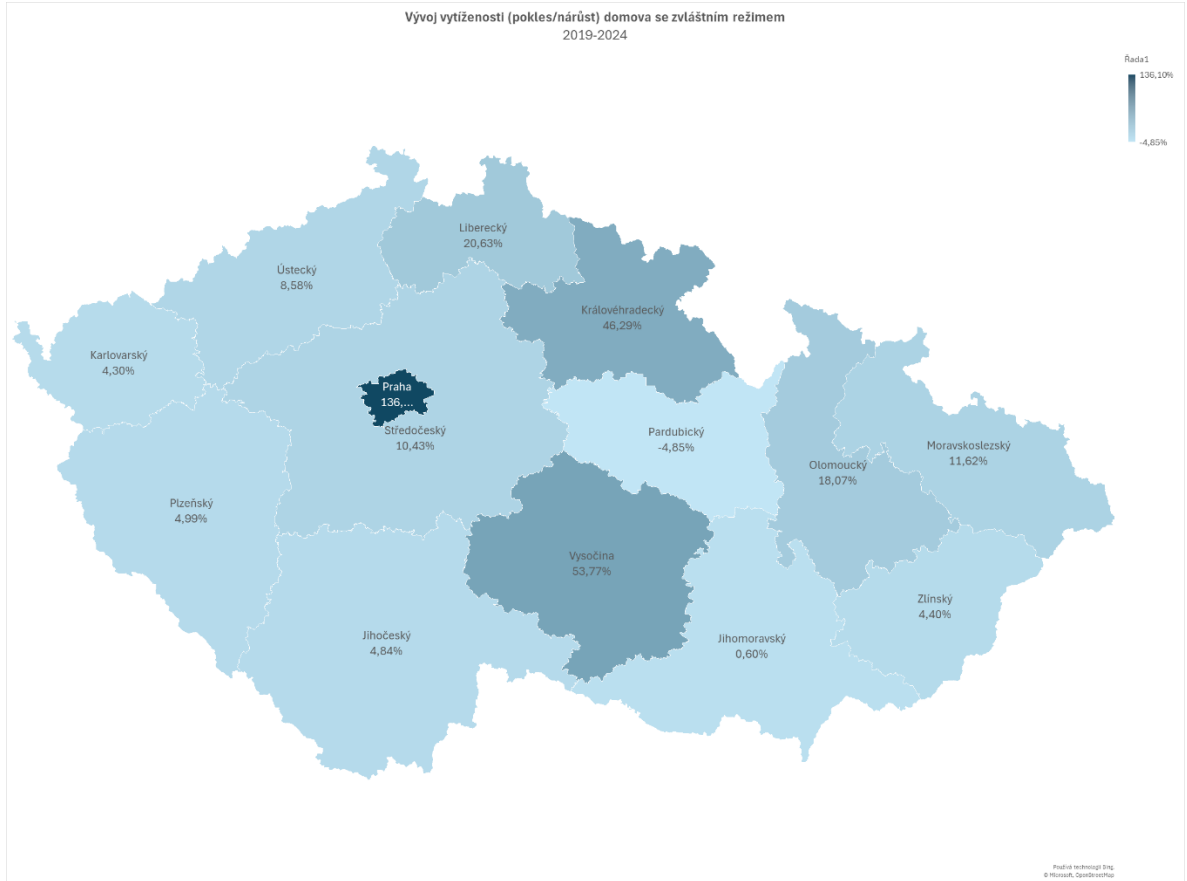 Vývoj vytíženosti (pokles/nárůst) domova se zvláštním režimem
2019-2024
Řada1
136,10%
-4,85%
Liberecký
20,63%
Ústecký
8,58%
Královéhradecký
46,29%
Karlovarský
4,30%
Praha
136,...
Středočeský
10,43%
Pardubický
-4,85%
Moravskoslezský
11,62%
Olomoucký
18,07%
Plzeňský
4,99%
Vysočina
53,77%
Zlínský
4,40%
Jihočeský
4,84%
Jihomoravský
0,60%
Používá technologii Bing.
© Microsoft, OpenStreetMap